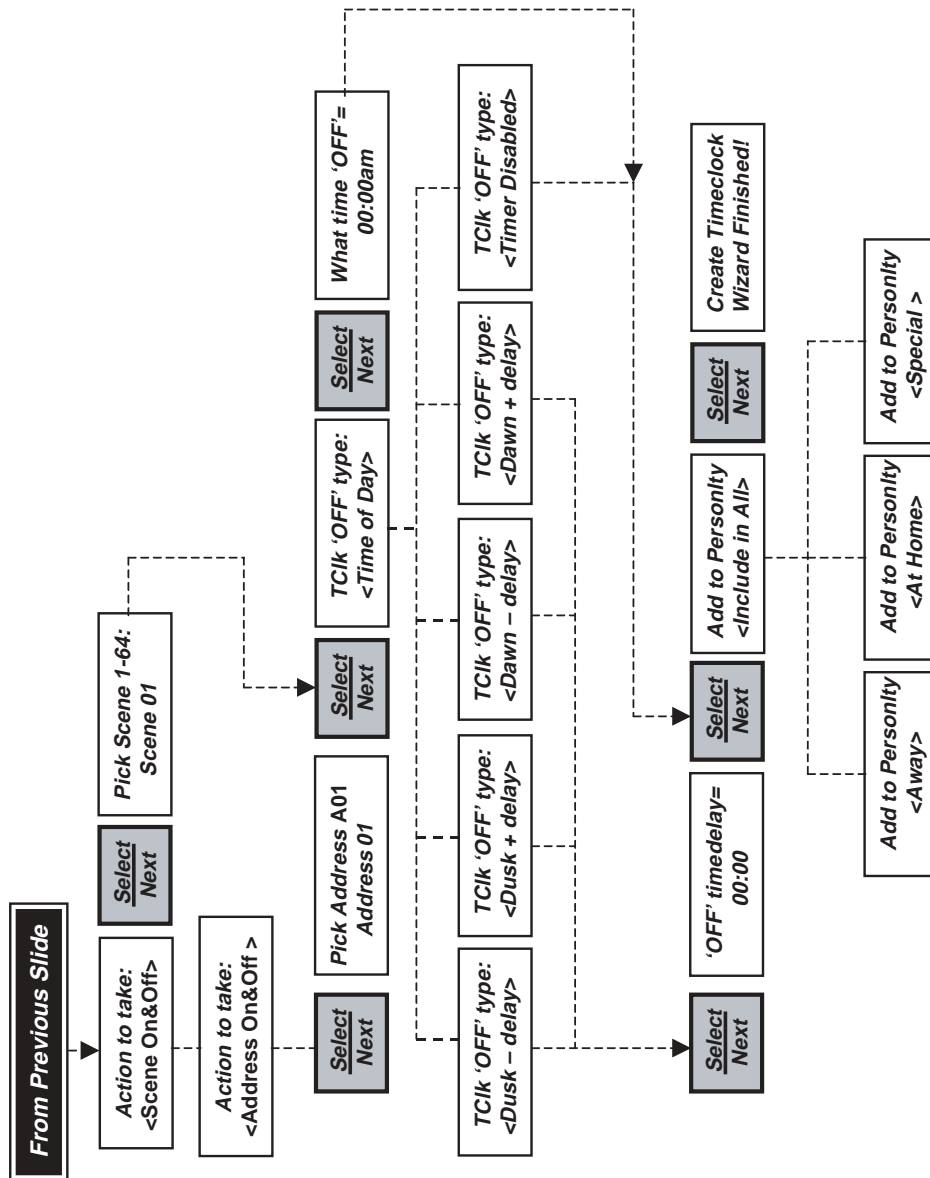 From Previous Slide
Action to take:
<Scene On&Off>
Select
Next
Pick Scene 1-64:
Scene 01
Action to take:
<Address On&Off >
Select
Next
Pick Address A01
Address 01
Select
Next
TClk ‘OFF’ type:
<Time of Day>
Select
Next
What time ‘OFF’=
00:00am
TClk ‘OFF’ type:
<Dusk – delay>
TClk ‘OFF’ type:
<Dusk + delay>
TClk ‘OFF’ type:
<Dawn – delay>
TClk ‘OFF’ type:
<Dawn + delay>
TClk ‘OFF’ type:
<Timer Disabled>
Select
Next
‘OFF’ timedelay=
00:00
Select
Next
Add to Personlty
<Include in All>
Select
Next
Create Timeclock
Wizard Finished!
Add to Personlty
<Away>
Add to Personlty
<At Home>
Add to Personlty
<Special >